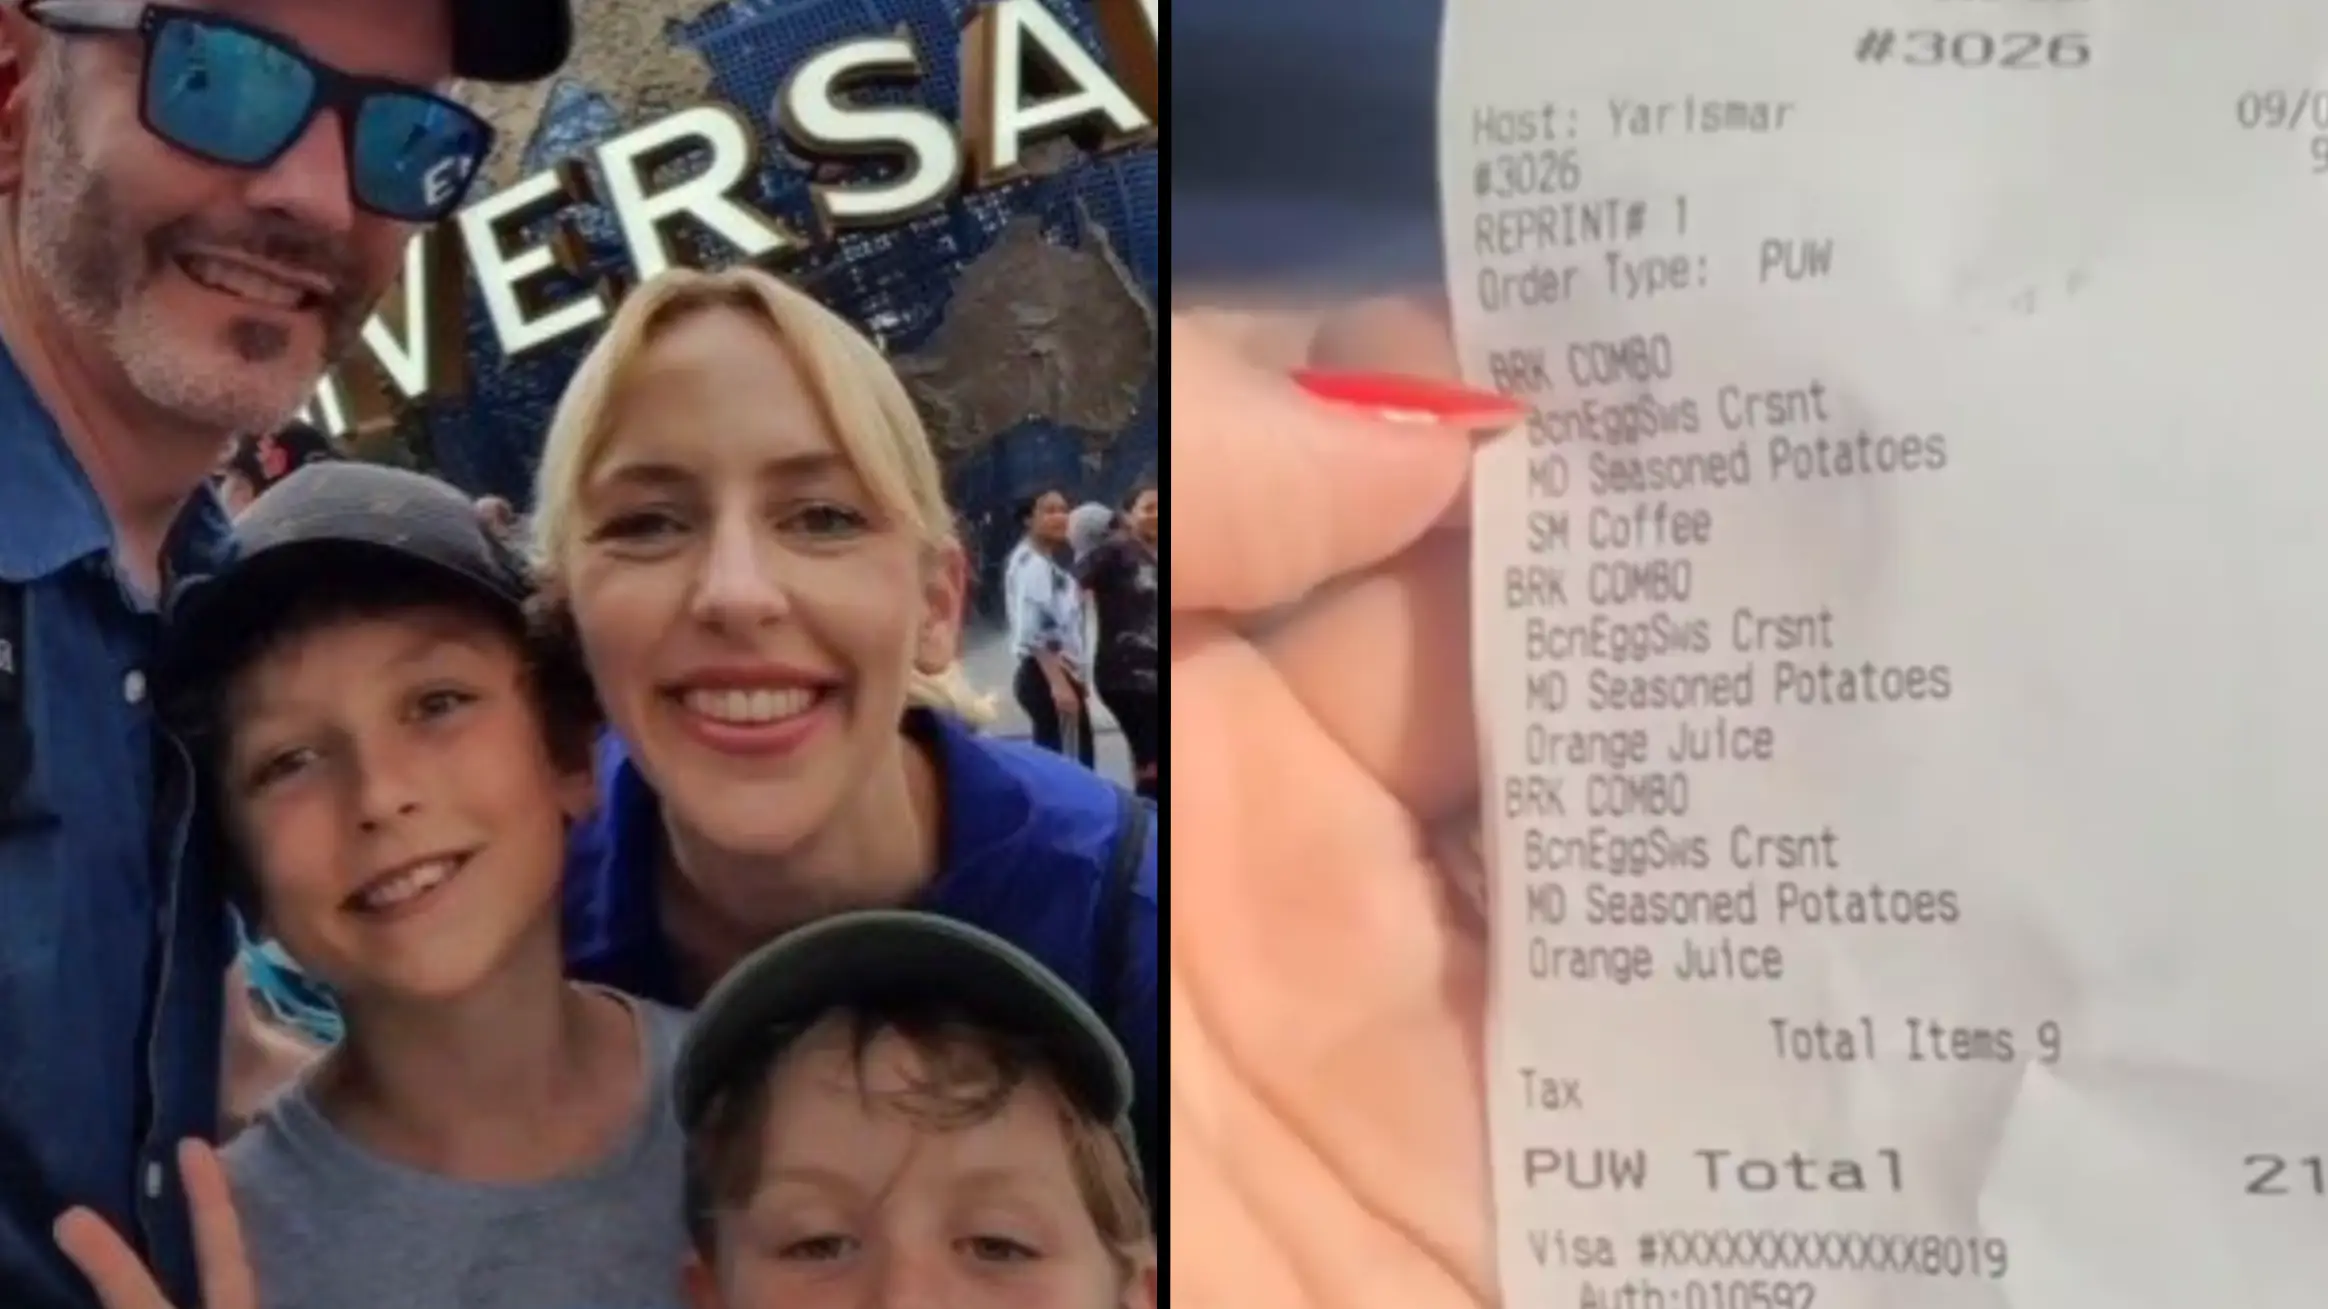 IVERSA
#3026
Host: Yarismar 09/0
#3026 9
REPRINT# 1
Order Type: PUW
BRK COMBO
BcnEggSws Crsnt
MD Seasoned Potatoes
SM Coffee
BRK COMBO
BcnEggSws Crsnt
MD Seasoned Potatoes
Orange Juice
BRK COMBO
BcnEggSws Crsnt
MD Seasoned Potatoes
Orange Juice
Total Items 9
Tax
PUW Total 21
Visa #XXXXXXXXXXXX8019
Auth:010592